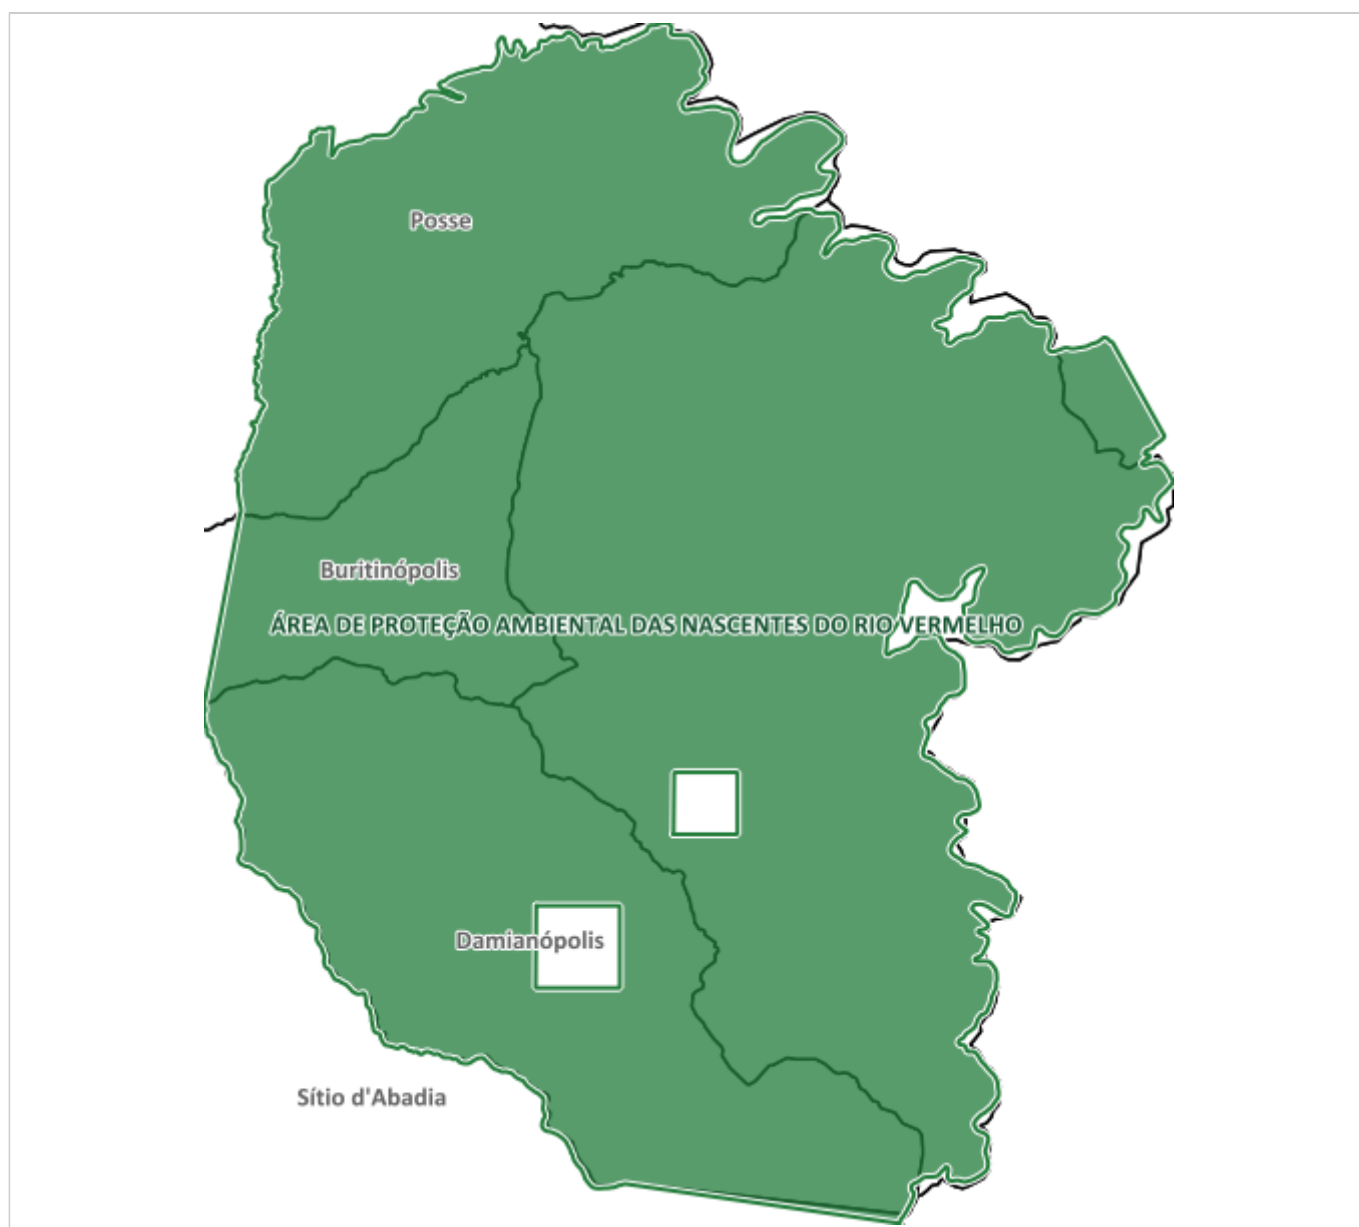 Posse
Buritinópolis
ÁREA DE PROTEÇÃO AMBIENTAL DAS NASCENTES DO RIO VERMELHO
Damianópolis
Sítio d'Abadia